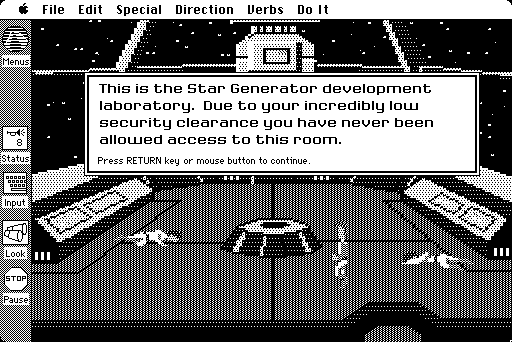 File Edit Special Direction Verbs Do It
Menus
This is the Star Generator development
laboratory. Due to your incredibly low
security clearance you have never been
allowed access to this room.
Press RETURN key or mouse button to continue.
8
Status
Input
Look
STOP
Pause